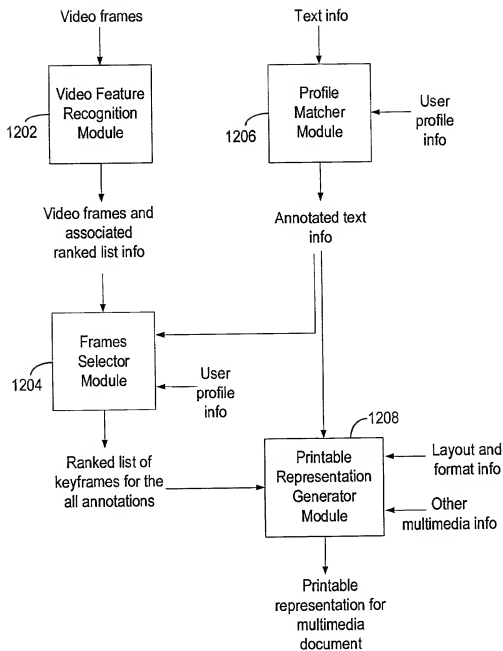 Video frames
Text info
Video Feature
Recognition
Module
1202
Profile
Matcher
Module
1206
User
profile
info
Video frames and
associated
ranked list info
Annotated text
info
Frames
Selector
Module
1204
User
profile
info
1208
Ranked list of
keyframes for the
all annotations
Printable
Representation
Generator
Module
Layout and
format info
Other
multimedia info
Printable
representation for
multimedia
document